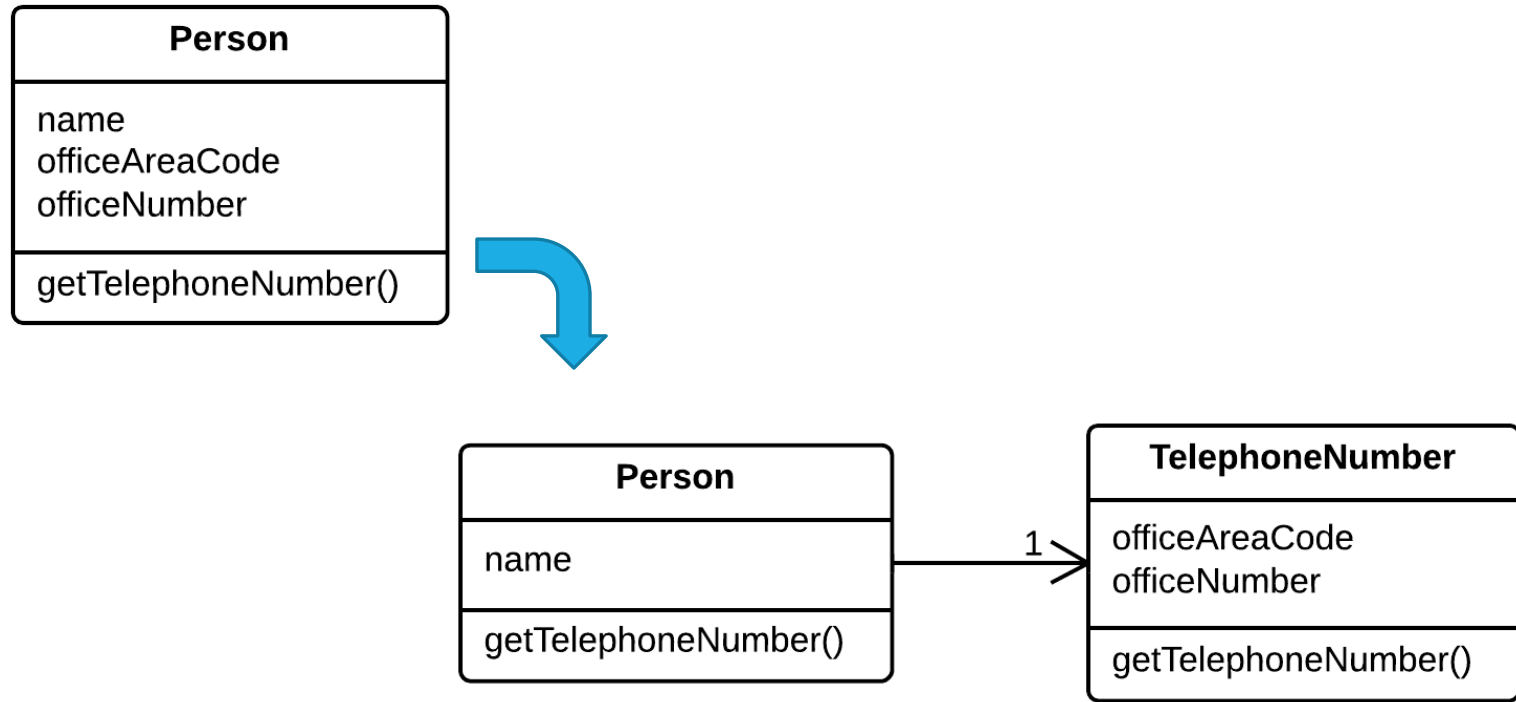 Person
name
officeAreaCode
officeNumber
getTelephoneNumber()
Person
name
getTelephoneNumber()
1
TelephoneNumber
officeAreaCode
officeNumber
getTelephoneNumber()